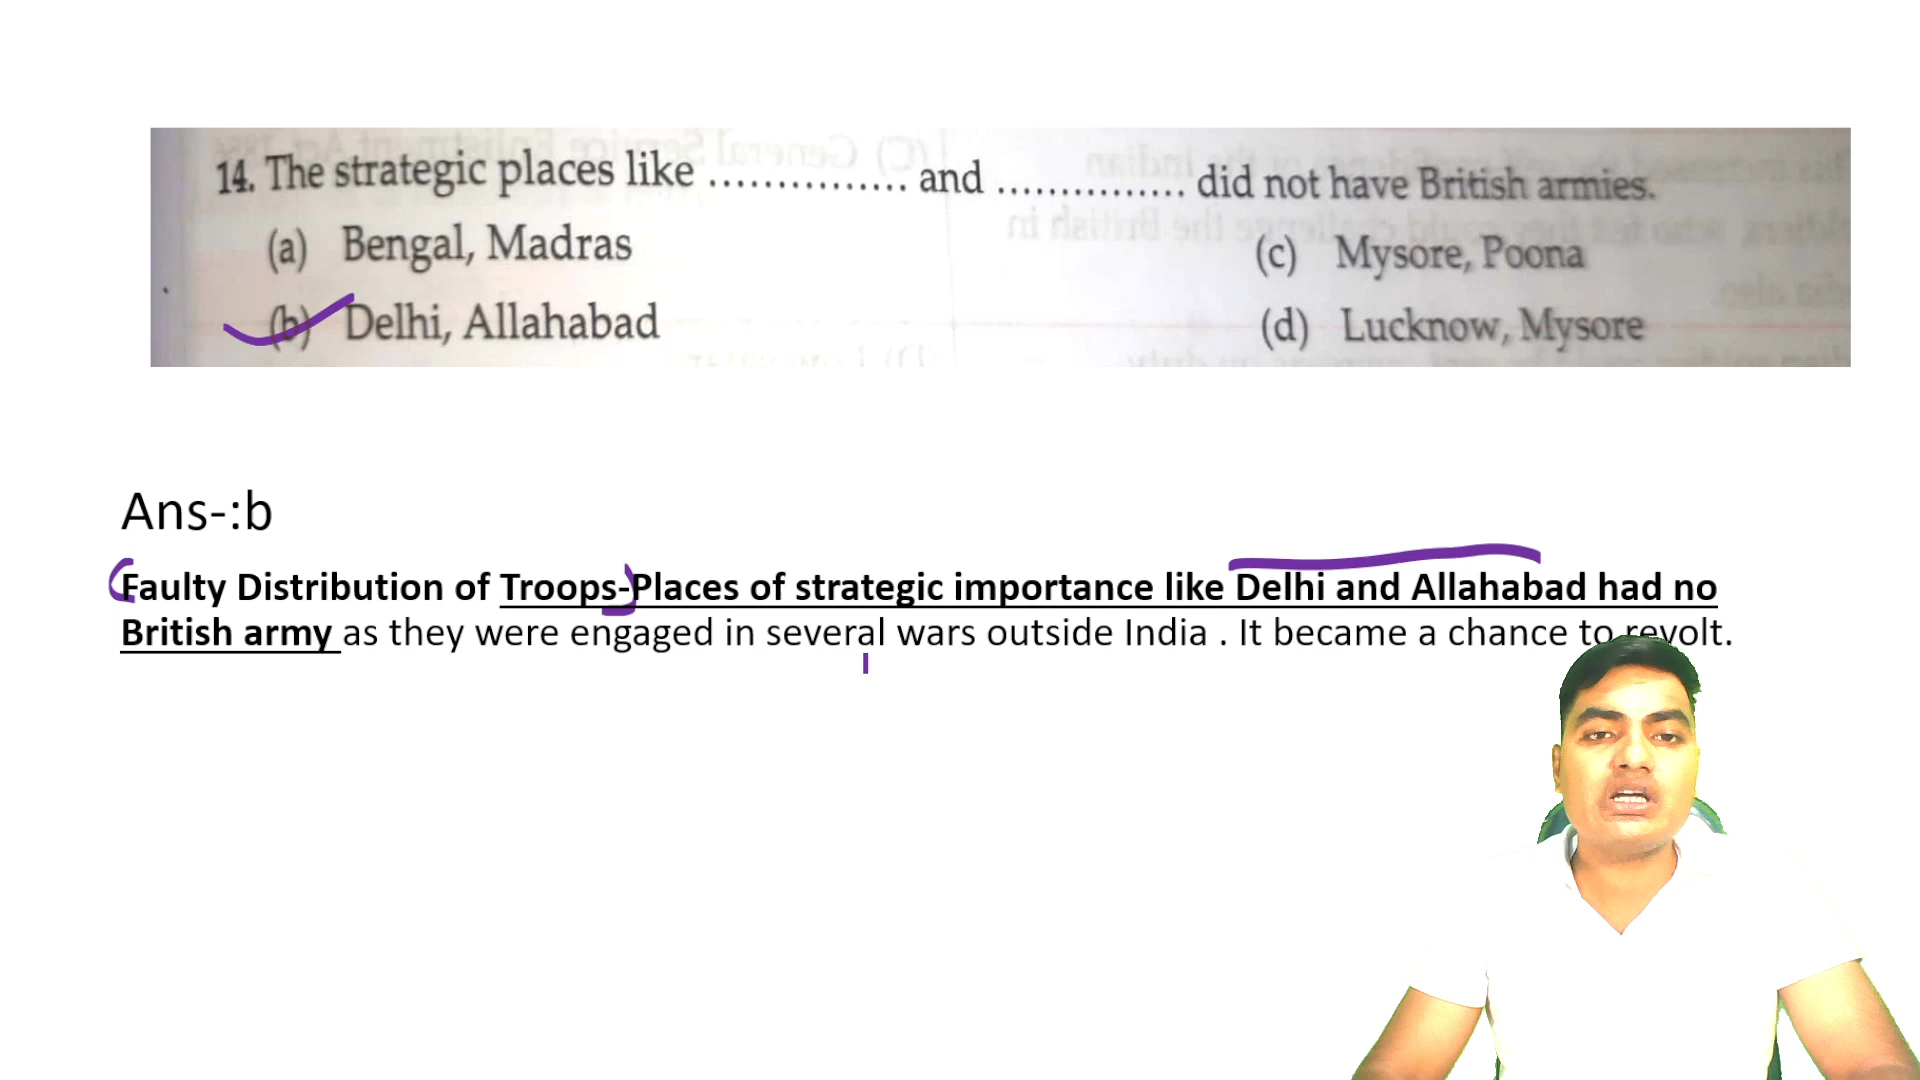 14. The strategic places like ............... and ............... did not have British armies.
(a) Bengal, Madras
(c) Mysore, Poona
(b) Delhi, Allahabad
(d) Lucknow, Mysore
Ans-:b
Faulty Distribution of Troops-Places of strategic importance like Delhi and Allahabad had no
British army as they were engaged in several wars outside India . It became a chance to revolt.